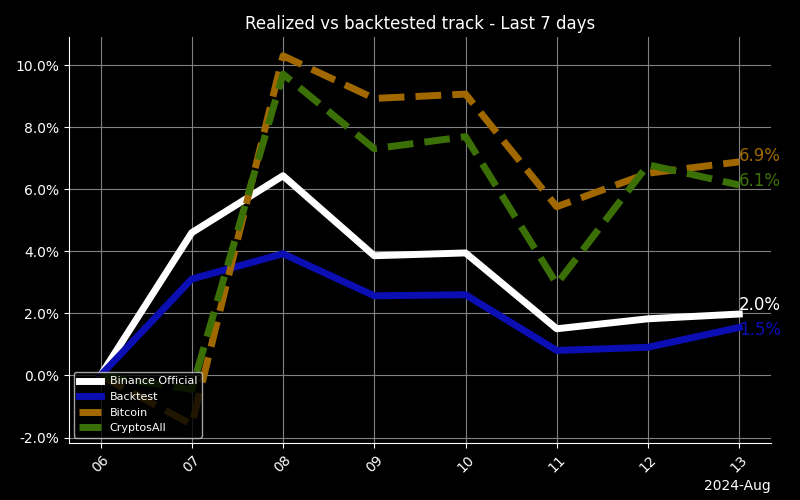 Realized vs backtested track - Last 7 days
10.0%
8.0%
6.0%
4.0%
2.0%
0.0%
-2.0%
6.9%
6.1%
2.0%
1.5%
Binance Official
Backtest
Bitcoin
CryptosAll
06 07 08 09 10 11 12 13
2024-Aug